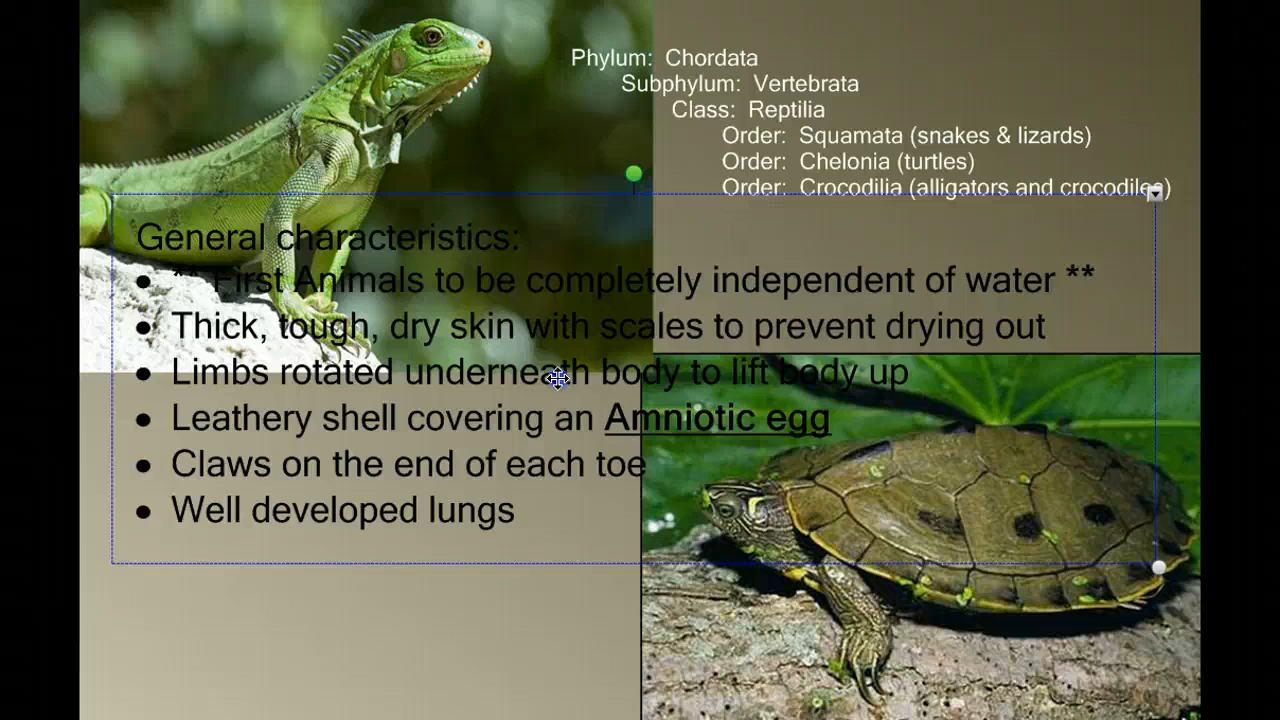 Phylum: Chordata
Subphylum: Vertebrata
Class: Reptilia
Order: Squamata (snakes & lizards)
Order: Chelonia (turtles)
Order: Crocodilia (alligators and crocodiles)
General characteristics:
• ** First Animals to be completely independent of water **
• Thick, tough, dry skin with scales to prevent drying out
• Limbs rotated underneath body to lift body up
• Leathery shell covering an Amniotic egg
• Claws on the end of each toe
• Well developed lungs